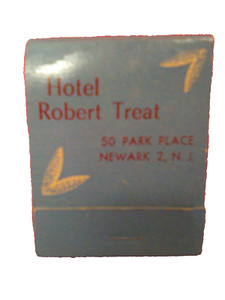 Hotel
Robert Treat
50 PARK PLACE
NEWARK 2, N. J.